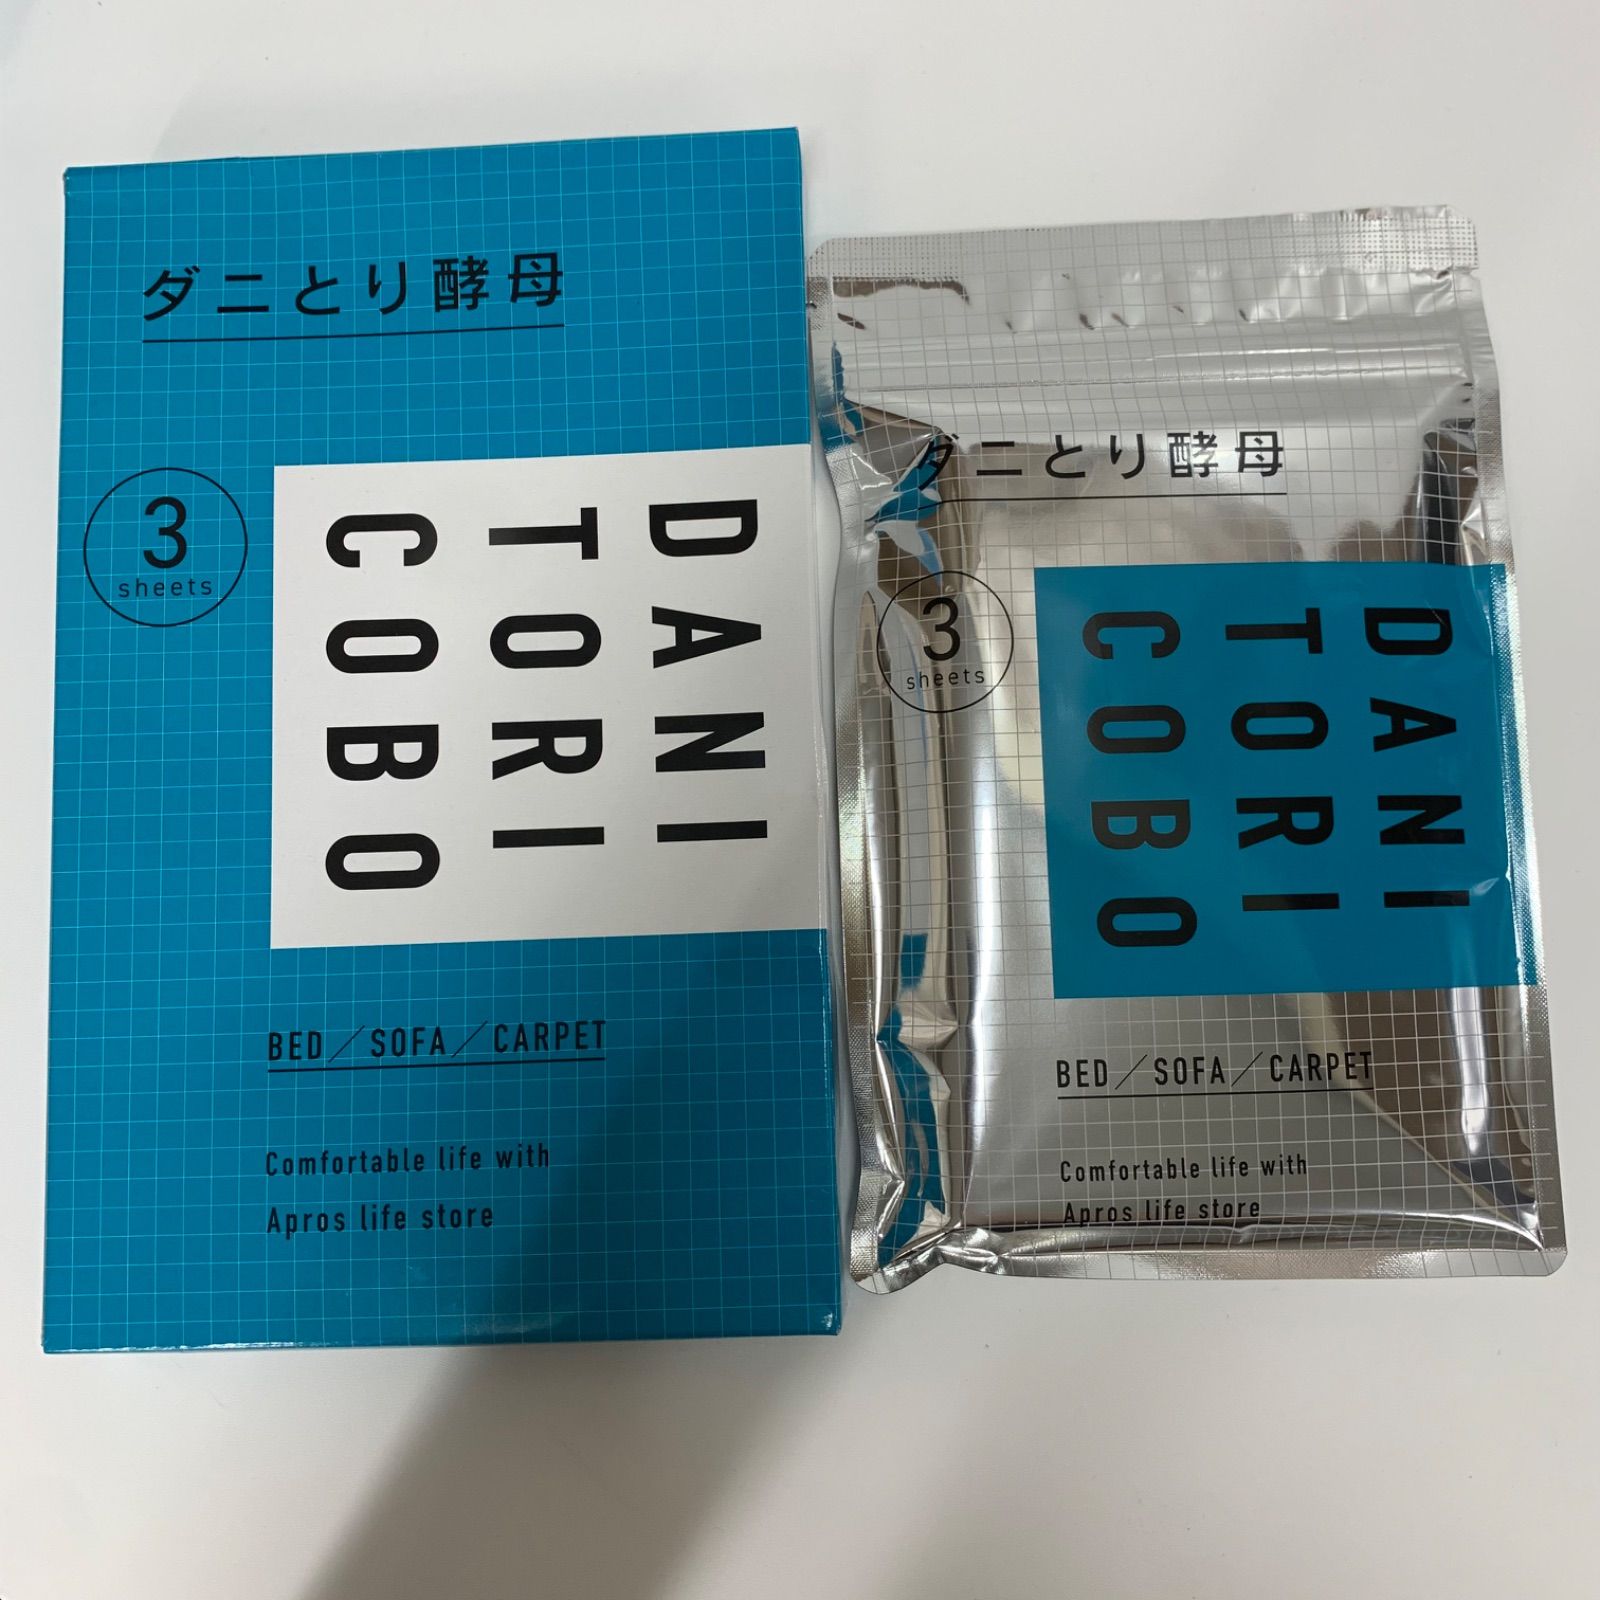 ダニとり酵母
3
sheets
DANI
TORI
COBO
BED／SOFA／CARPET
Comfortable life with
Apros life store
ダニとり酵母
3
sheets
DANI
TORI
COBO
BED／SOFA／CARPET
Comfortable life with
Apros life store